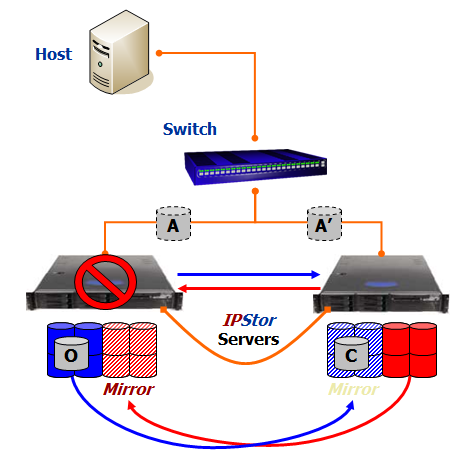 Host
Switch
A
A’
IPStor
Servers
O
C
Mirror
Mirror